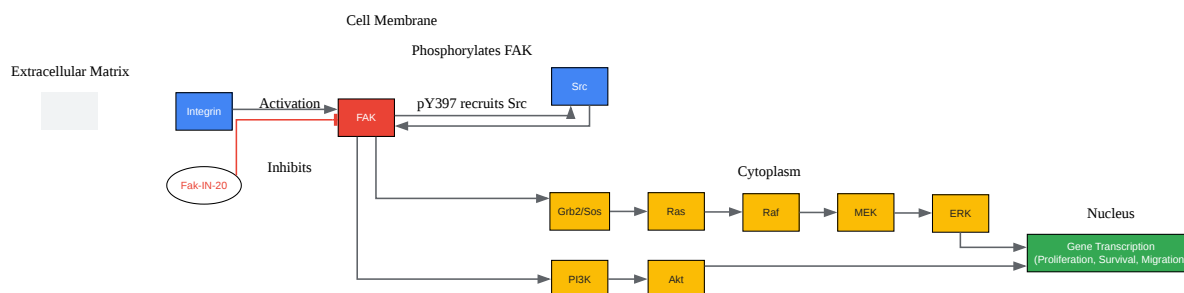 Cell Membrane
Phosphorylates FAK
Extracellular Matrix
Src
Integrin
Activation
FAK
pY397 recruits Src
Inhibits
Fak-IN-20
Cytoplasm
Grb2/Sos
Ras
Raf
MEK
ERK
Nucleus
Gene Transcription
(Proliferation, Survival, Migration
PI3K
Akt